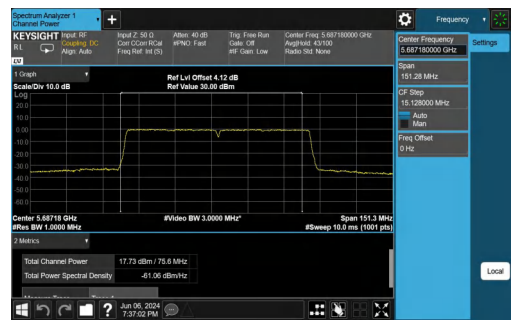 Spectrum Analyzer 1
Channel Power
Frequency
KEYSIGHT
RL
Input: RF
Coupling: DC
Align: Auto
Input Z: 50 Ω
Corr CCorr RCal
Freq Ref: Int (S)
Atten: 40 dB
#PNO: Fast
Trig: Free Run
Gate: Off
#IF Gain: Low
Center Freq: 5.687180000 GHz
Avg|Hold: 43/100
Radio Std: None
LVI
Center Frequency
5.687180000 GHz
Settings
Span
151.28 MHz
CF Step
15.128000 MHz
Auto
Man
Freq Offset
0 Hz
Local
1 Graph
Scale/Div 10.0 dB
Ref Lvl Offset 4.12 dB
Ref Value 30.00 dBm
Log
20.0
10.0
0.00
-10.0
-20.0
-30.0
-40.0
-50.0
-60.0
Center 5.68718 GHz
#Video BW 3.0000 MHz*
Span 151.3 MHz
#Res BW 1.0000 MHz
#Sweep 10.0 ms (1001 pts)
2 Metrics
Total Channel Power
17.73 dBm / 75.6 MHz
Total Power Spectral Density
-61.06 dBm/Hz
Jun 06, 2024
7:37:02 PM